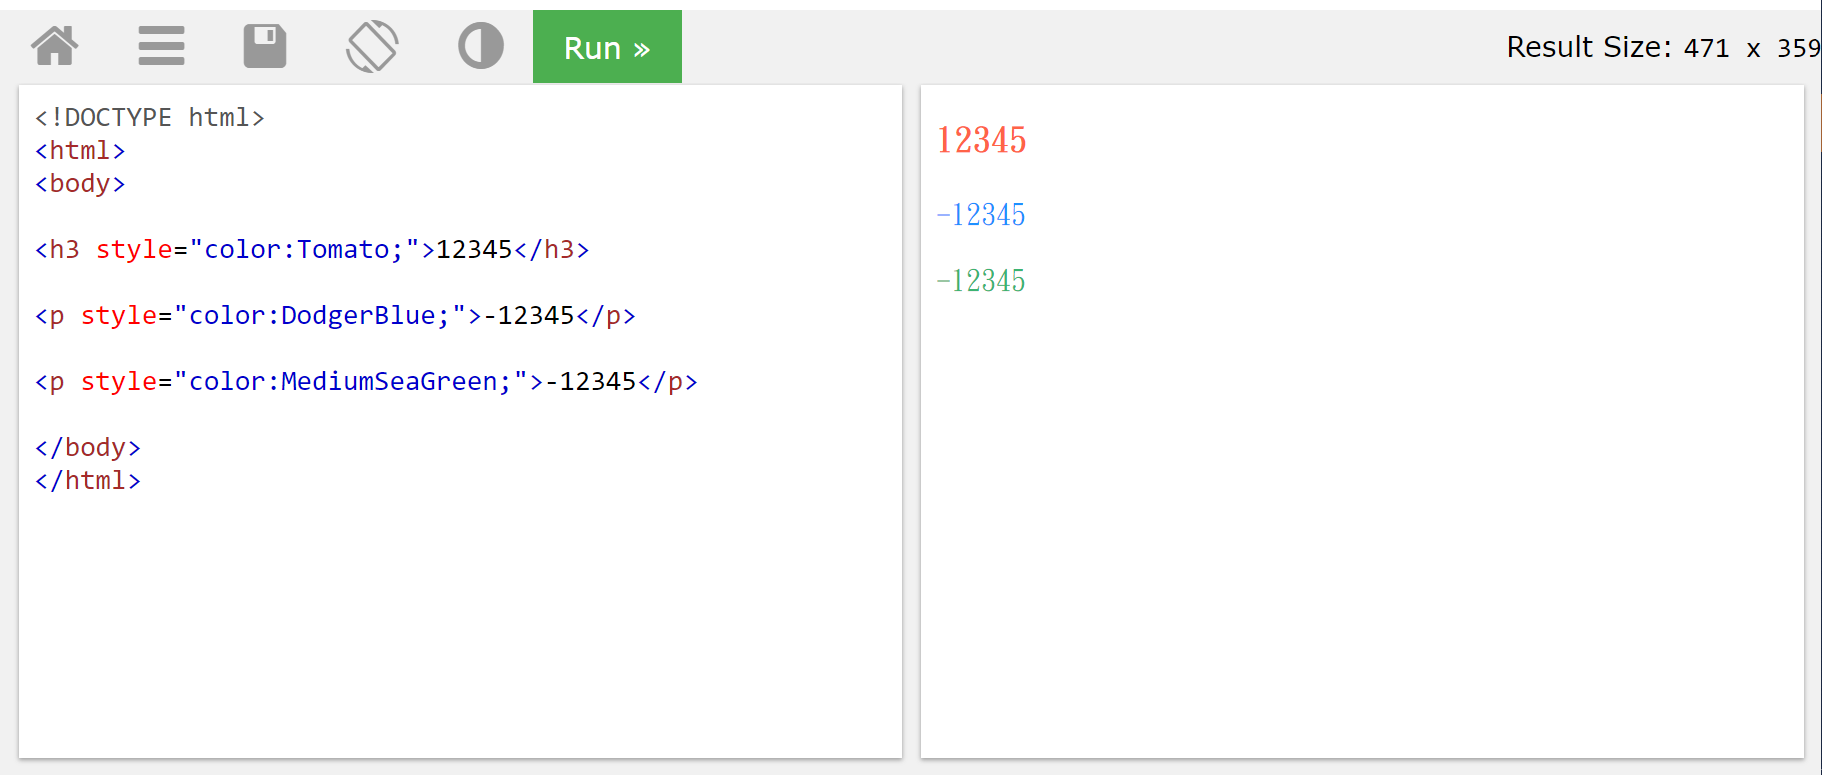 Run »
Result Size: 471 x 359
<!DOCTYPE html>
<html>
<body>
<h3 style="color:Tomato;">12345</h3>
<p style="color:DodgerBlue;">-12345</p>
<p style="color:MediumSeaGreen;">-12345</p>
</body>
</html>
12345
-12345
-12345